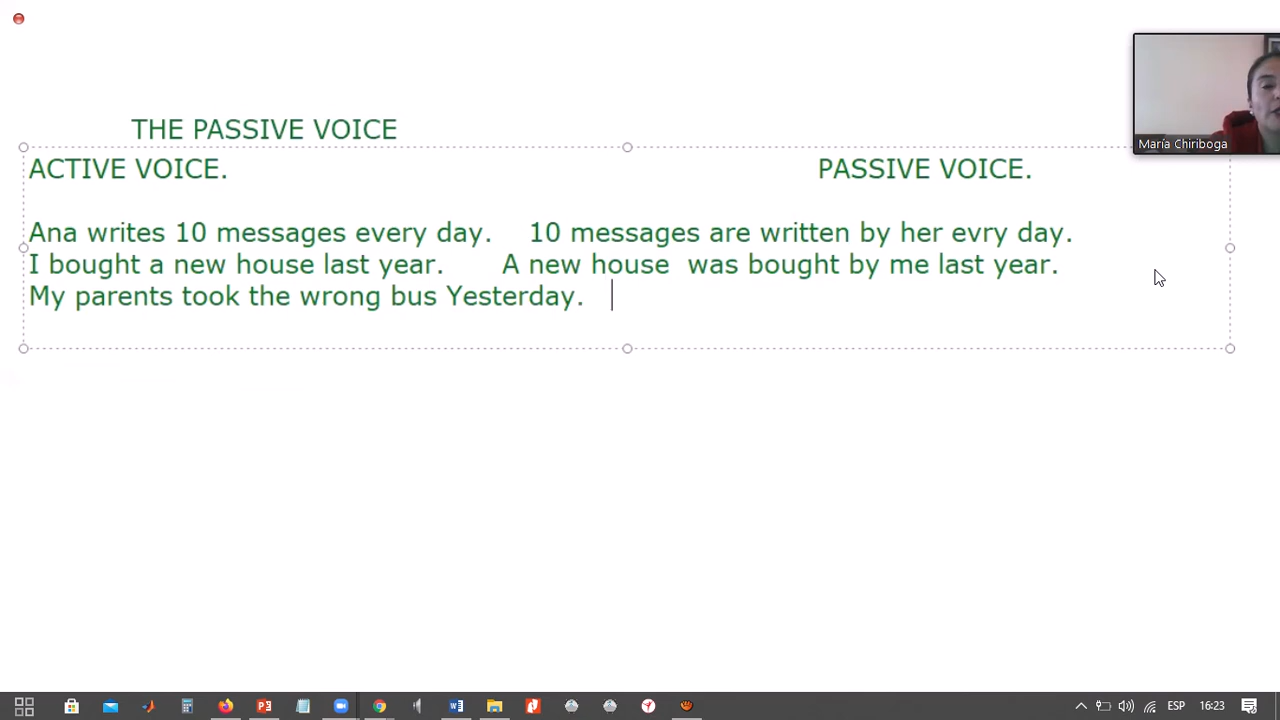 THE PASSIVE VOICE
María Chiriboga
ACTIVE VOICE. PASSIVE VOICE.
Ana writes 10 messages every day. 10 messages are written by her evry day.
I bought a new house last year. A new house was bought by me last year.
My parents took the wrong bus Yesterday.
ESP 16:23